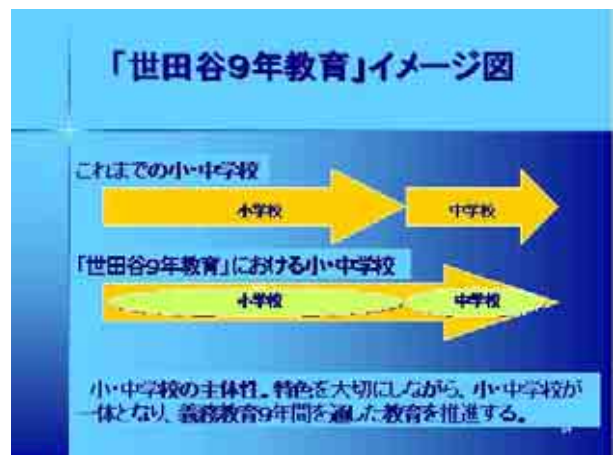 「世田谷9年教育」イメージ図
これまでの小・中学校
小学校
中学校
「世田谷9年教育」における小・中学校
小学校
中学校
小・中学校の主体性。特色を大切にしながら、小・中学校が
一体となり、義務教育9年間を通した教育を推進する。